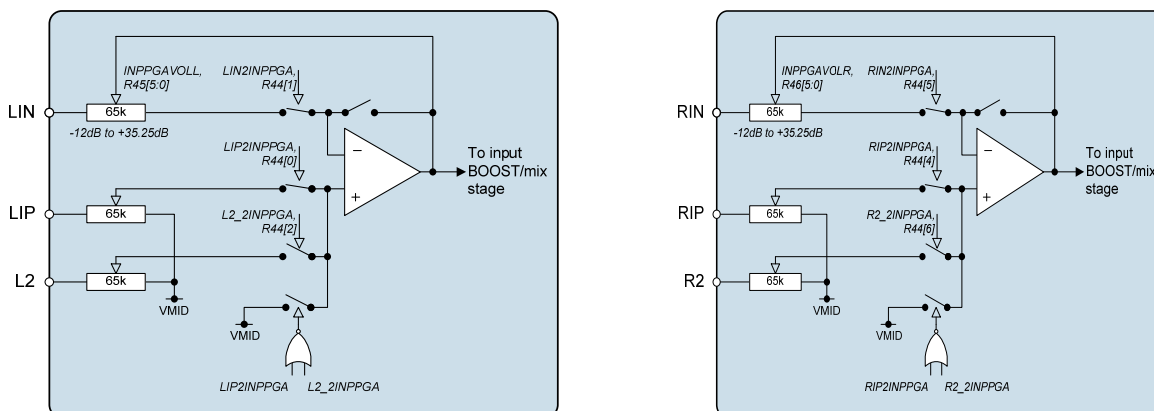 INPPGAVOLL,
R45[5:0]
LIN2INPPGA,
R44[1]
LIN
65k
-12dB to +35.25dB
LIP2INPPGA,
R44[0]
To input
BOOST/mix
stage
LIP
65k
L2_2INPPGA,
R44[2]
L2
65k
VMID
VMID
LIP2INPPGA L2_2INPPGA
INPPGAVOLR,
R46[5:0]
RIN2INPPGA,
R44[5]
RIN
65k
-12dB to +35.25dB
RIP2INPPGA,
R44[4]
To input
BOOST/mix
stage
RIP
65k
R2_2INPPGA,
R44[6]
R2
65k
VMID
VMID
RIP2INPPGA R2_2INPPGA